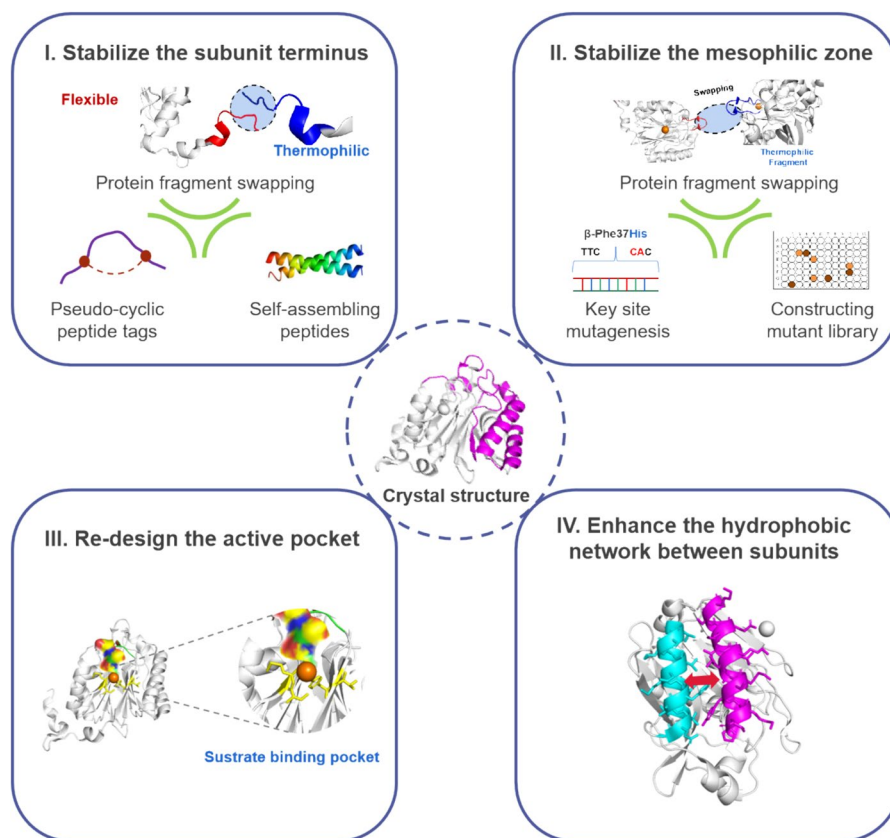 I. Stabilize the subunit terminus
Flexible
Thermophilic
Protein fragment swapping
Pseudo-cyclic
peptide tags
Self-assembling
peptides
II. Stabilize the mesophilic zone
Swapping
Thermophilic
Fragment
Protein fragment swapping
β-Phe37His
TTC CAC
Key site
mutagenesis
Constructing
mutant library
Crystal structure
III. Re-design the active pocket
Sustrate binding pocket
IV. Enhance the hydrophobic
network between subunits